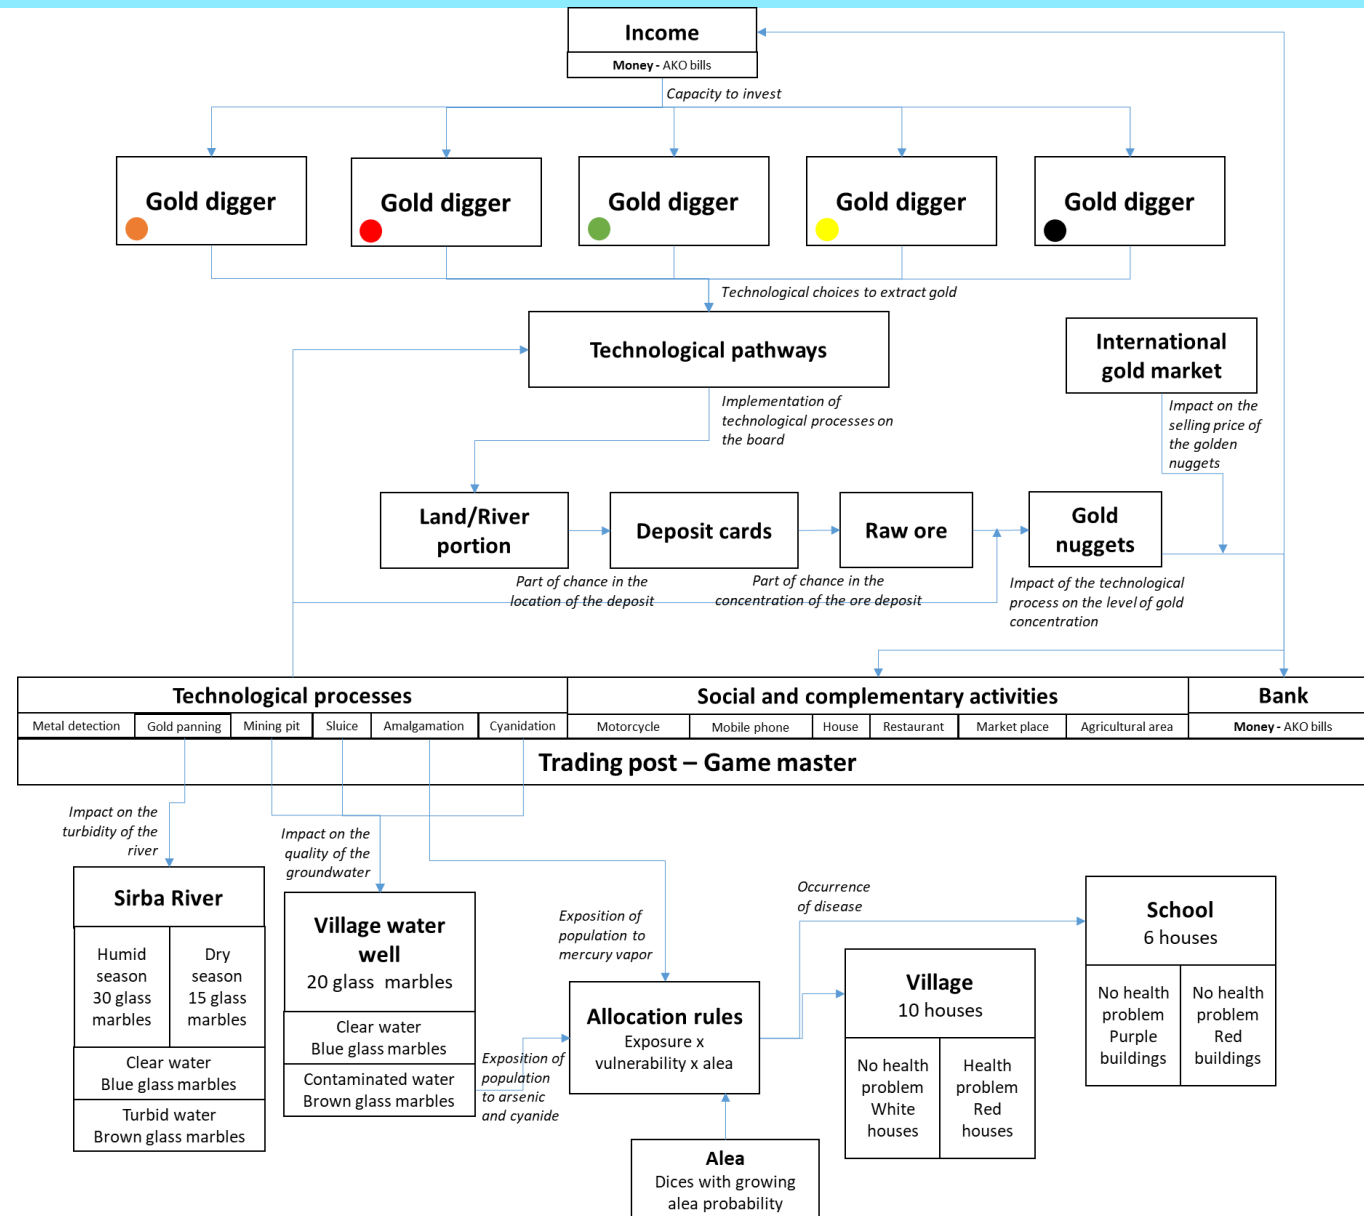 Income
Money - AKO bills
Capacity to invest
Gold digger
Gold digger
Gold digger
Gold digger
Gold digger
Technological choices to extract gold
Technological pathways
International
gold market
Implementation of
technological processes on
the board
Impact on the
selling price of
the golden
nuggets
Land/River
portion
Deposit cards
Raw ore
Gold
nuggets
Part of chance in the
location of the deposit
Part of chance in the
concentration of the ore deposit
Impact of the technological
process on the level of gold
concentration
Technological processes
Social and complementary activities
Bank
Metal detection
Gold panning
Mining pit
Sluice
Amalgamation
Cyanidation
Motorcycle
Mobile phone
House
Restaurant
Market place
Agricultural area
Money - AKO bills
Trading post – Game master
Impact on the
turbidity of the
river
Impact on the
quality of the
groundwater
Sirba River
Humid
season
30 glass
marbles
Dry
season
15 glass
marbles
Clear water
Blue glass marbles
Turbid water
Brown glass marbles
Village water
well
20 glass marbles
Clear water
Blue glass marbles
Contaminated water
Brown glass marbles
Exposition of
population
to arsenic
and cyanide
Exposition of
population to
mercury vapor
Allocation rules
Exposure x
vulnerability x alea
Alea
Dices with growing
alea probability
Occurrence
of disease
Village
10 houses
No health
problem
White
houses
Health
problem
Red
houses
School
6 houses
No health
problem
Purple
buildings
No health
problem
Red
buildings